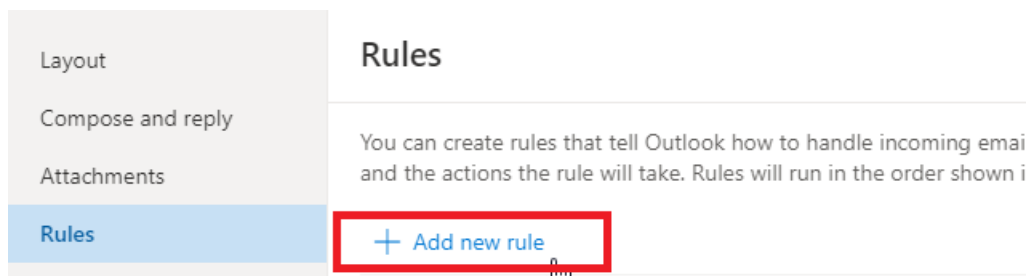 Layout
Compose and reply
Attachments
Rules
Rules
You can create rules that tell Outlook how to handle incoming emai
and the actions the rule will take. Rules will run in the order shown i
+ Add new rule